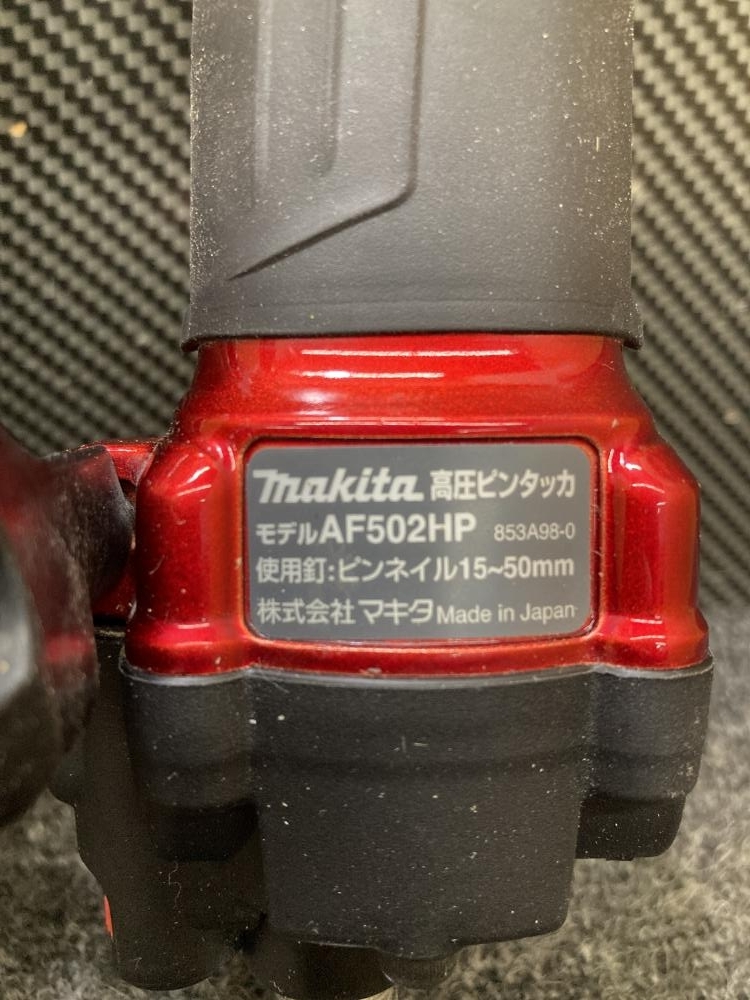 makita 高圧ピンタッカ
モデルAF502HP 853A98-0
使用釘:ピンネイル15~50mm
株式会社マキタ Made in Japan